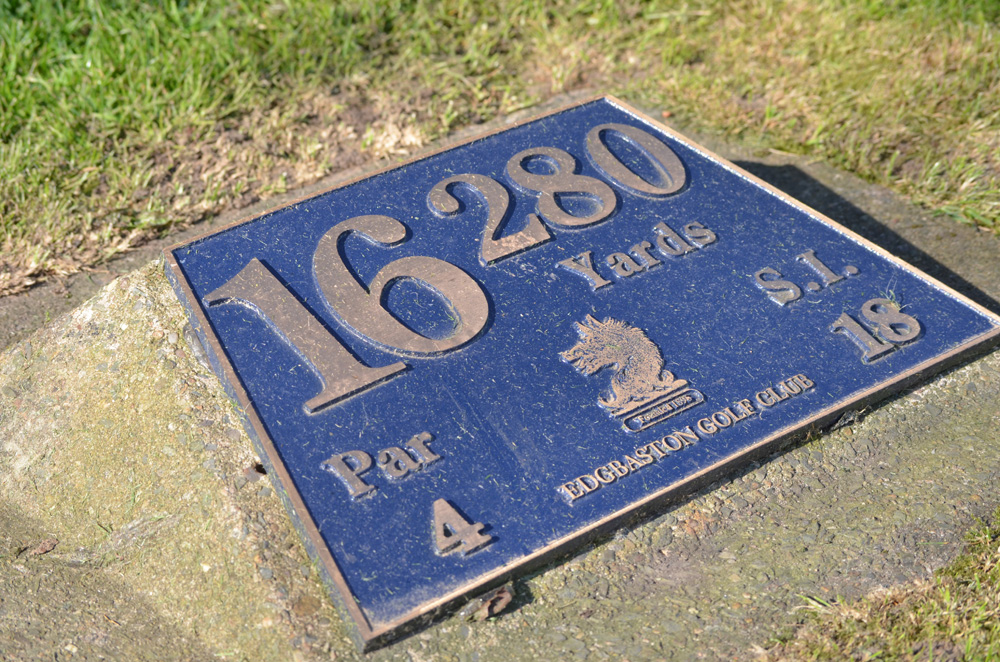 16 280
Yards
S.I.
18
Par
4
EDGBASTON GOLF CLUB